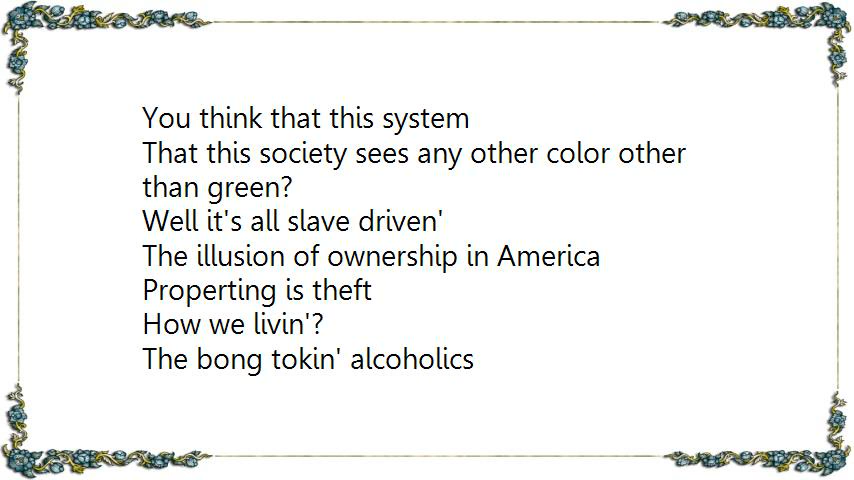 You think that this system
That this society sees any other color other
than green?
Well it's all slave driven'
The illusion of ownership in America
Properting is theft
How we livin'?
The bong tokin' alcoholics